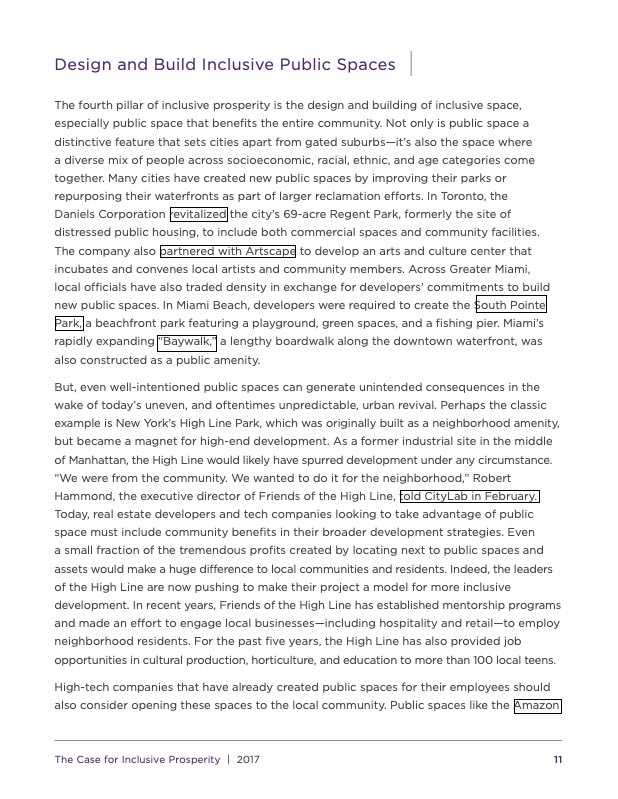 Design and Build Inclusive Public Spaces
The fourth pillar of inclusive prosperity is the design and building of inclusive space,
especially public space that benefits the entire community. Not only is public space a
distinctive feature that sets cities apart from gated suburbs—it’s also the space where
a diverse mix of people across socioeconomic, racial, ethnic, and age categories come
together. Many cities have created new public spaces by improving their parks or
repurposing their waterfronts as part of larger reclamation efforts. In Toronto, the
Daniels Corporation revitalized the city’s 69-acre Regent Park, formerly the site of
distressed public housing, to include both commercial spaces and community facilities.
The company also partnered with Artscape to develop an arts and culture center that
incubates and convenes local artists and community members. Across Greater Miami,
local officials have also traded density in exchange for developers’ commitments to build
new public spaces. In Miami Beach, developers were required to create the South Pointe
Park, a beachfront park featuring a playground, green spaces, and a fishing pier. Miami’s
rapidly expanding “Baywalk,” a lengthy boardwalk along the downtown waterfront, was
also constructed as a public amenity.
But, even well-intentioned public spaces can generate unintended consequences in the
wake of today’s uneven, and oftentimes unpredictable, urban revival. Perhaps the classic
example is New York’s High Line Park, which was originally built as a neighborhood amenity,
but became a magnet for high-end development. As a former industrial site in the middle
of Manhattan, the High Line would likely have spurred development under any circumstance.
“We were from the community. We wanted to do it for the neighborhood,” Robert
Hammond, the executive director of Friends of the High Line, told CityLab in February.
Today, real estate developers and tech companies looking to take advantage of public
space must include community benefits in their broader development strategies. Even
a small fraction of the tremendous profits created by locating next to public spaces and
assets would make a huge difference to local communities and residents. Indeed, the leaders
of the High Line are now pushing to make their project a model for more inclusive
development. In recent years, Friends of the High Line has established mentorship programs
and made an effort to engage local businesses—including hospitality and retail—to employ
neighborhood residents. For the past five years, the High Line has also provided job
opportunities in cultural production, horticulture, and education to more than 100 local teens.
High-tech companies that have already created public spaces for their employees should
also consider opening these spaces to the local community. Public spaces like the Amazon
The Case for Inclusive Prosperity | 2017 11